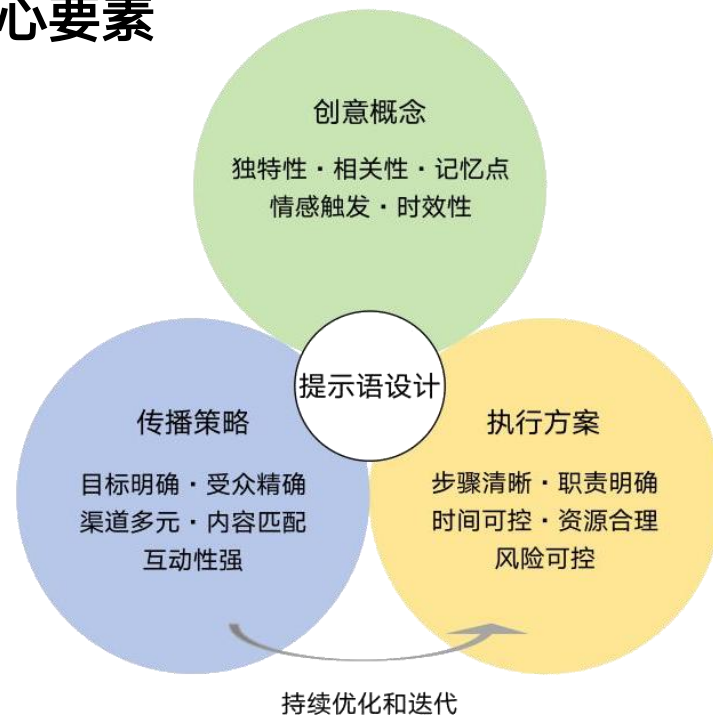 心要素
创意概念
独特性·相关性·记忆点
情感触发·时效性
提示语设计
传播策略
目标明确·受众精确
渠道多元·内容匹配
互动性强
执行方案
步骤清晰·职责明确
时间可控·资源合理
风险可控
持续优化和迭代